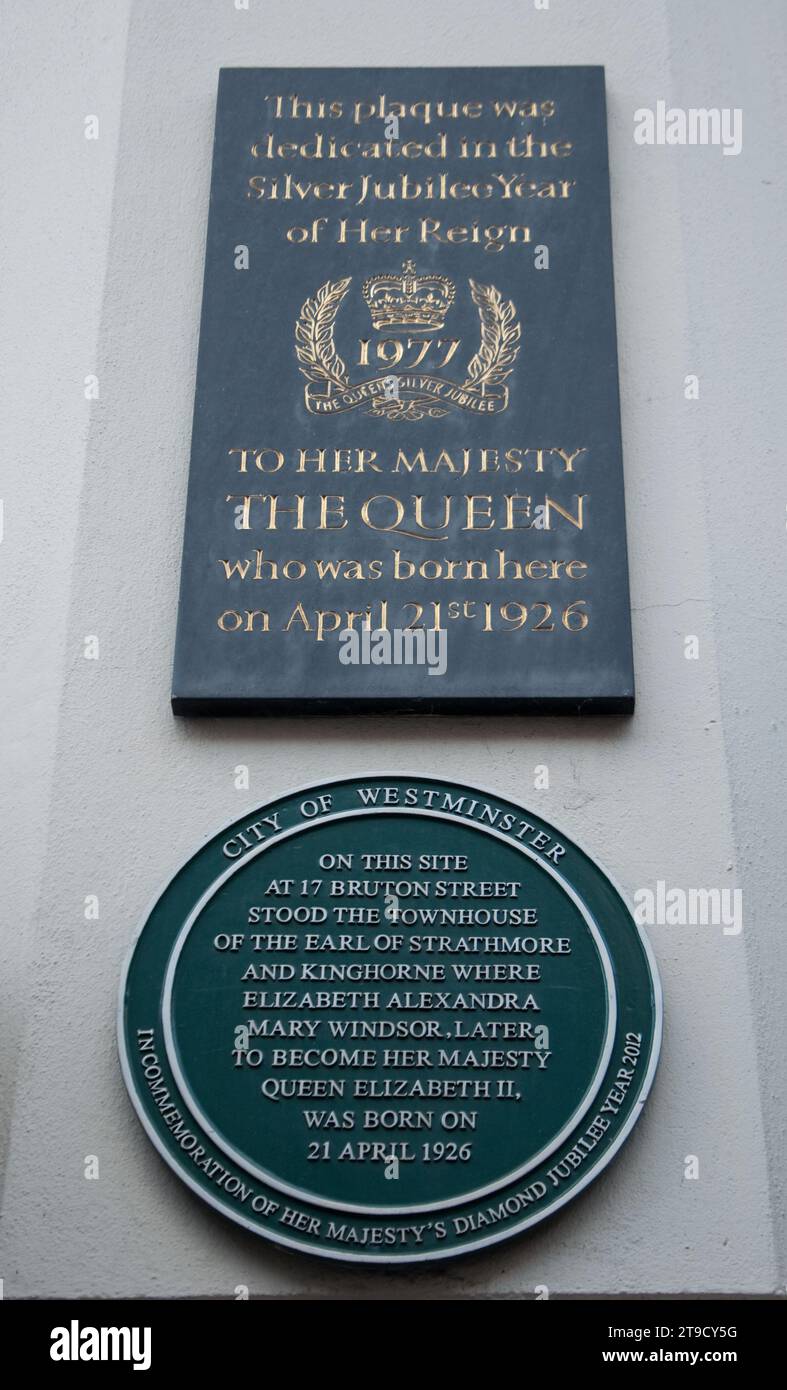 This plaque was
dedicated in the
Silver Jubilee Year
of Her Reign
1977
THE QUEEN'S SILVER JUBILEE
TO HER MAJESTY
THE QUEEN
who was born here
on April 21st 1926
CITY OF WESTMINSTER
ON THIS SITE
AT 17 BRUTON STREET
STOOD THE TOWNHOUSE
OF THE EARL OF STRATHMORE
AND KINGHORNE WHERE
ELIZABETH ALEXANDRA
MARY WINDSOR, LATER
TO BECOME HER MAJESTY
QUEEN ELIZABETH II,
WAS BORN ON
21 APRIL 1926
IN COMMEMORATION OF HER MAJESTY'S DIAMOND JUBILEE YEAR 2012
alamy
alamy
alamy
alamy
Image ID: 2T9CY5G
www.alamy.com